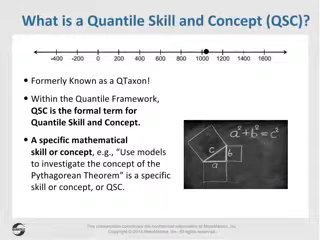 What is a Quantile Skill and Concept (QSC)?
-400 -200 0 200 400 600 800 1000 1200 1400 1600
• Formerly Known as a QTaxon!
• Within the Quantile Framework,
QSC is the formal term for
Quantile Skill and Concept.
• A specific mathematical
skill or concept, e.g., “Use models
to investigate the concept of the
Pythagorean Theorem” is a specific
skill or concept, or QSC.
a² + b² = c²
c b
a